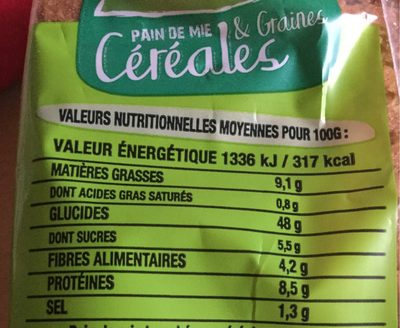 PAIN DE MIE & Graines
Céréales
VALEURS NUTRITIONNELLES MOYENNES POUR 100G :
VALEUR ÉNERGÉTIQUE 1336 kJ / 317 kcal
MATIÈRES GRASSES 9,1 g
DONT ACIDES GRAS SATURÉS 0,8 g
GLUCIDES 48 g
DONT SUCRES 5,5 g
FIBRES ALIMENTAIRES 4,2 g
PROTÉINES 8,5 g
SEL 1,3 g